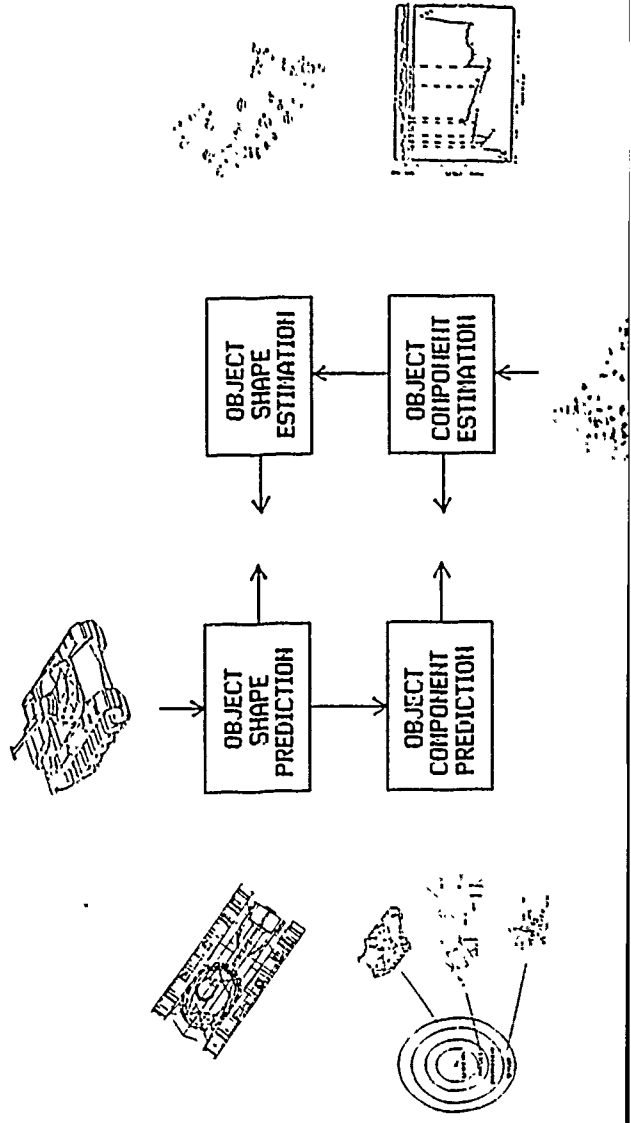 OBJECT
SHAPE
PREDICTION
OBJECT
COMPONENT
PREDICTION
OBJECT
SHAPE
ESTIMATION
OBJECT
COMPONENT
ESTIMATION